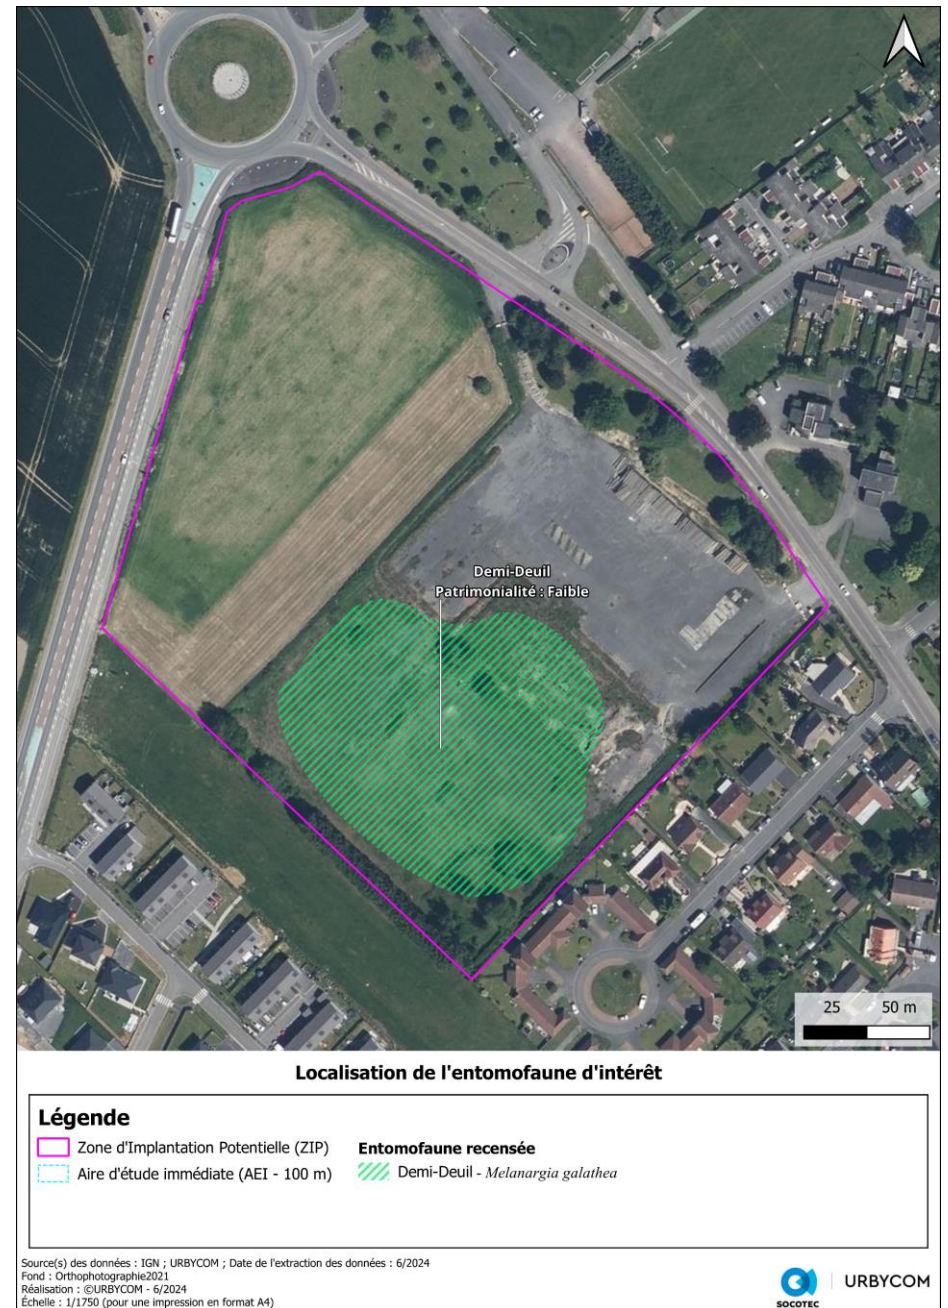 Demi-Deuil
Patrimonialité : Faible
25 50 m
Localisation de l'entomofaune d'intérêt
Légende
Zone d'Implantation Potentielle (ZIP)
Aire d'étude immédiate (AEI - 100 m)
Entomofaune recensée
Demi-Deuil - Melanargia galathea
Source(s) des données : IGN ; URBYCOM ; Date de l'extraction des données : 6/2024
Fond : Orthophotographie2021
Réalisation : ©URBYCOM - 6/2024
Échelle : 1/1750 (pour une impression en format A4)
SOCOTEC
URBYCOM